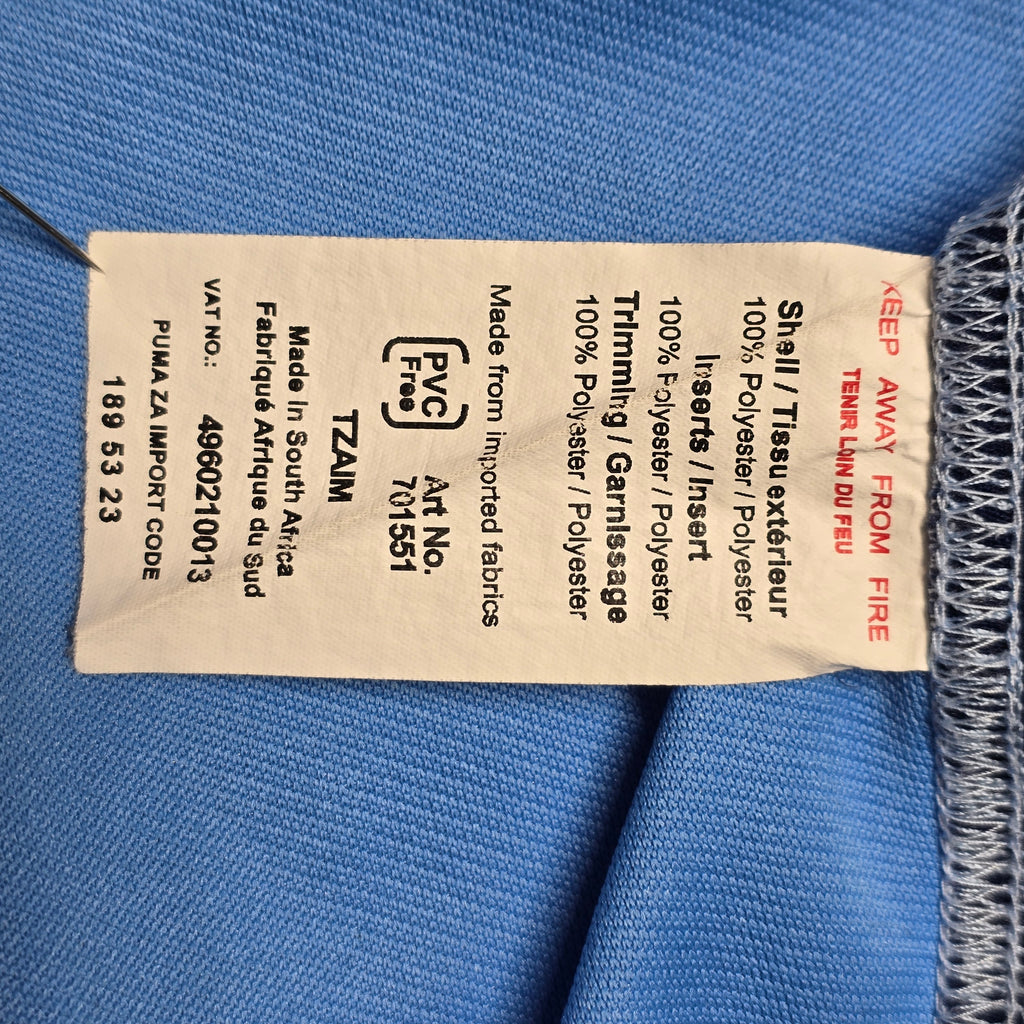 KEEP AWAY FROM FIRE
TENIR LOIN DU FEU
Shell / Tissu extérieur
100% Polyester / Polyester
Inserts / Insert
100% Polyester / Polyester
Trimming / Garnissage
100% Polyester / Polyester
Made from imported fabrics
PVC
Free
Art No.
701551
TZAIM
Made in South Africa
Fabriqué Afrique du Sud
VAT NO.: 4960210013
PUMA ZA IMPORT CODE
189 53 23